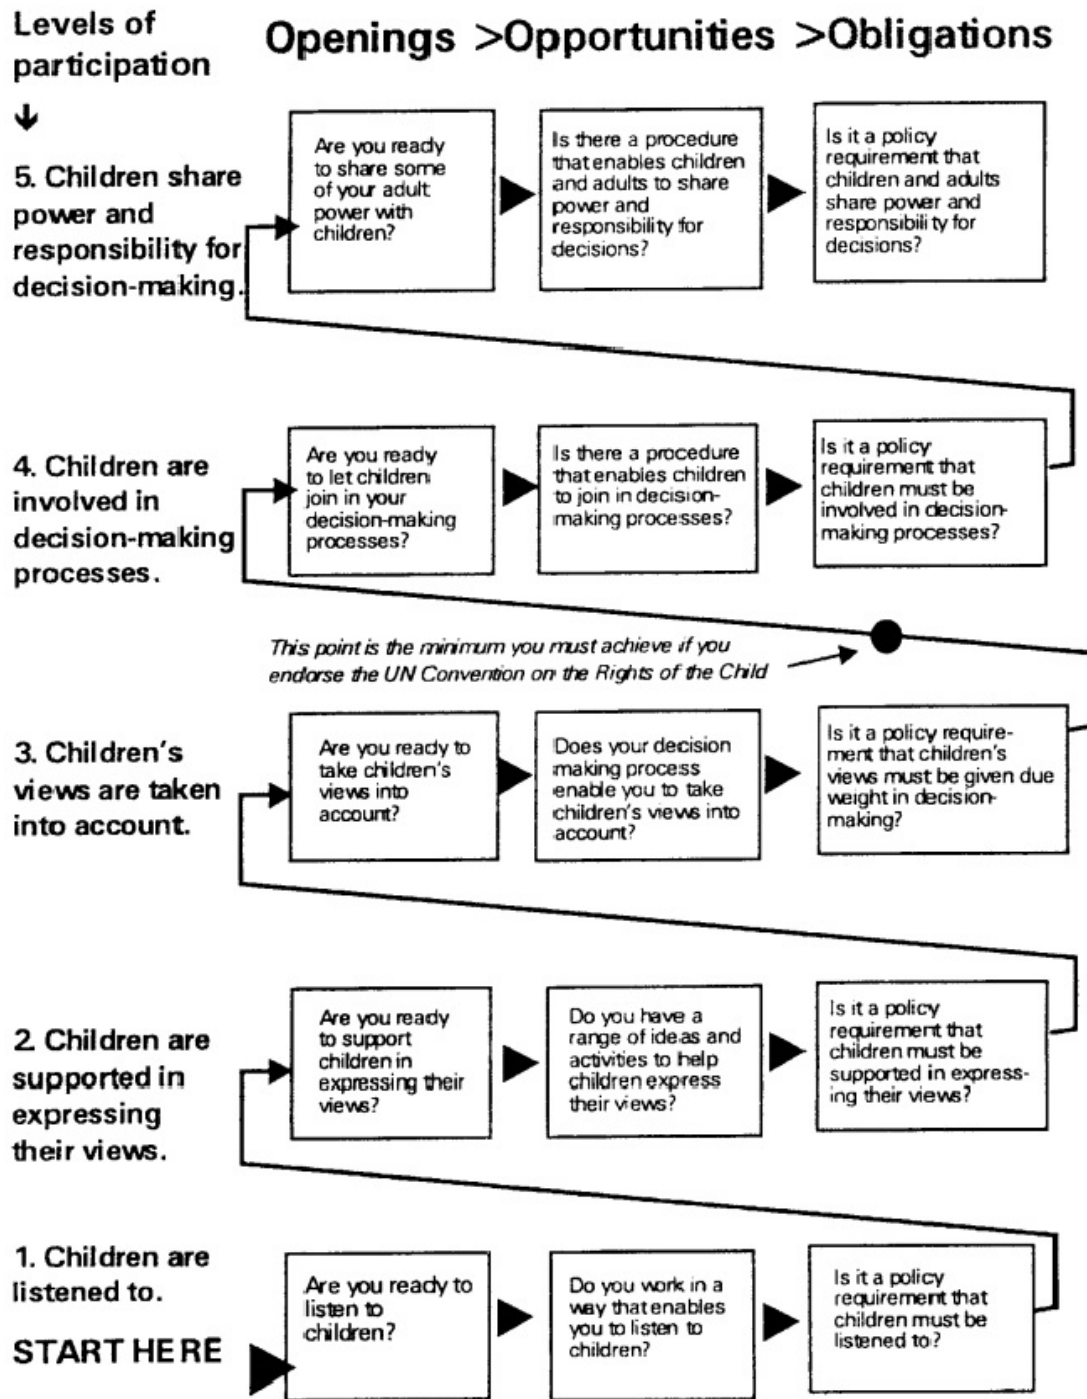 Levels of
participation
Openings >Opportunities >Obligations
5. Children share
power and
responsibility for
decision-making.
Are you ready
to share some
of your adult
power with
children?
Is there a procedure
that enables children
and adults to share
power and
responsibility for
decisions?
Is it a policy
requirement that
children and adults
share power and
responsibility for
decisions?
4. Children are
involved in
decision-making
processes.
Are you ready
to let children
join in your
decision-making
processes?
Is there a procedure
that enables children
to join in decision-
making processes?
Is it a policy
requirement that
children must be
involved in decision-
making processes?
This point is the minimum you must achieve if you
endorse the UN Convention on the Rights of the Child
3. Children's
views are taken
into account.
Are you ready to
take children's
views into
account?
Does your decision
making process
enable you to take
children's views into
account?
Is it a policy require-
ment that children's
views must be given due
weight in decision-
making?
2. Children are
supported in
expressing
their views.
Are you ready
to support
children in
expressing their
views?
Do you have a
range of ideas and
activities to help
children express
their views?
Is it a policy
requirement that
children must be
supported in express-
ing their views?
1. Children are
listened to.
START HERE
Are you ready to
listen to
children?
Do you work in a
way that enables
you to listen to
children?
Is it a policy
requirement that
children must be
listened to?